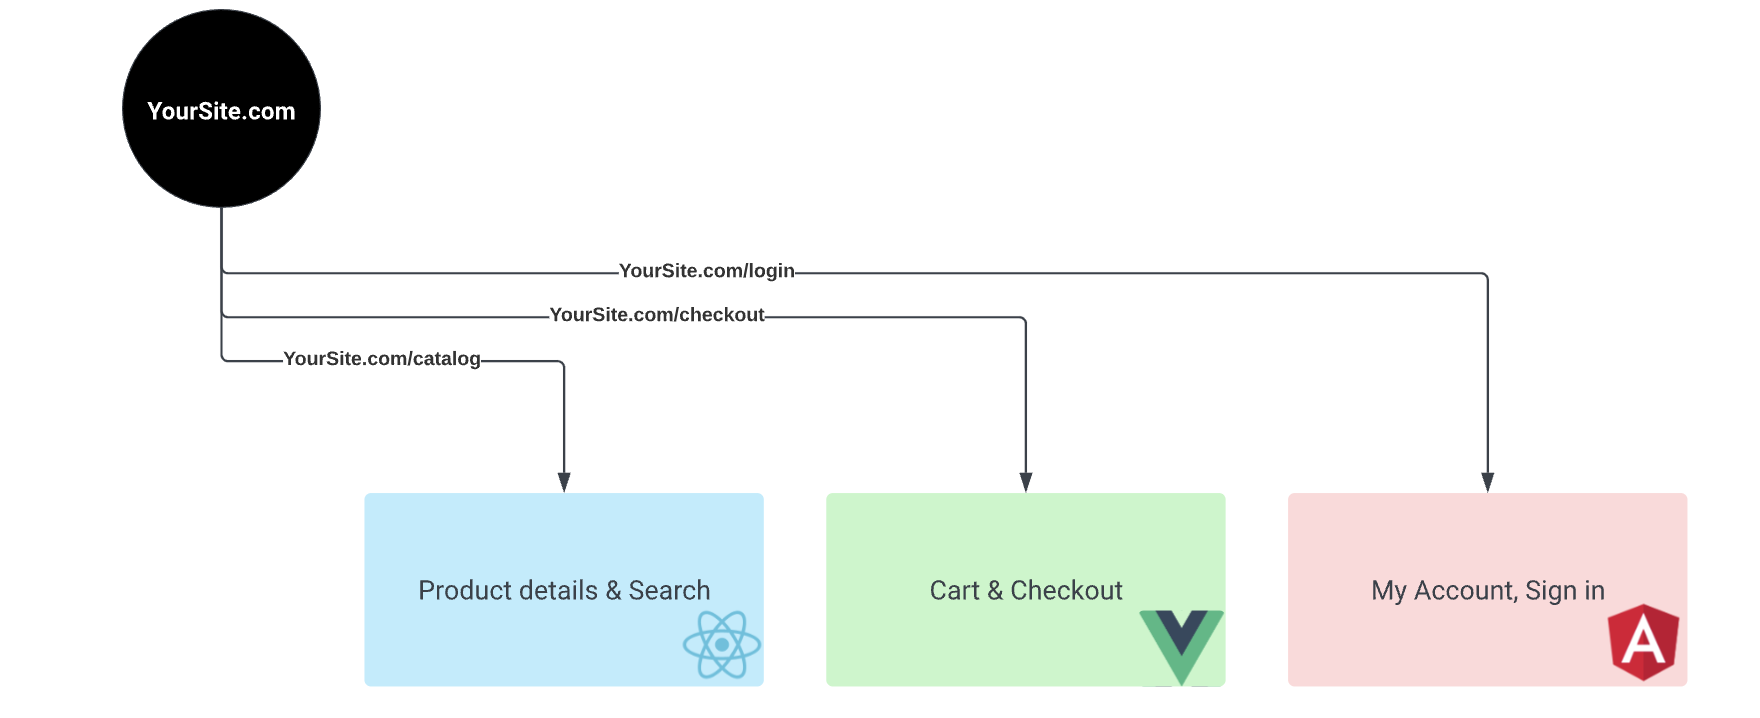 YourSite.com
YourSite.com/login
YourSite.com/checkout
YourSite.com/catalog
Product details & Search
Cart & Checkout
My Account, Sign in
A